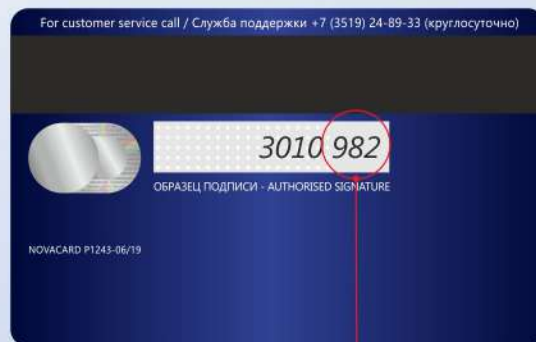 For customer service call / Служба поддержки +7 (3519) 24-89-33 (круглосуточно)
3010 982
ОБРАЗЕЦ ПОДПИСИ - AUTHORISED SIGNATURE
NOVACARD P1243-06/19